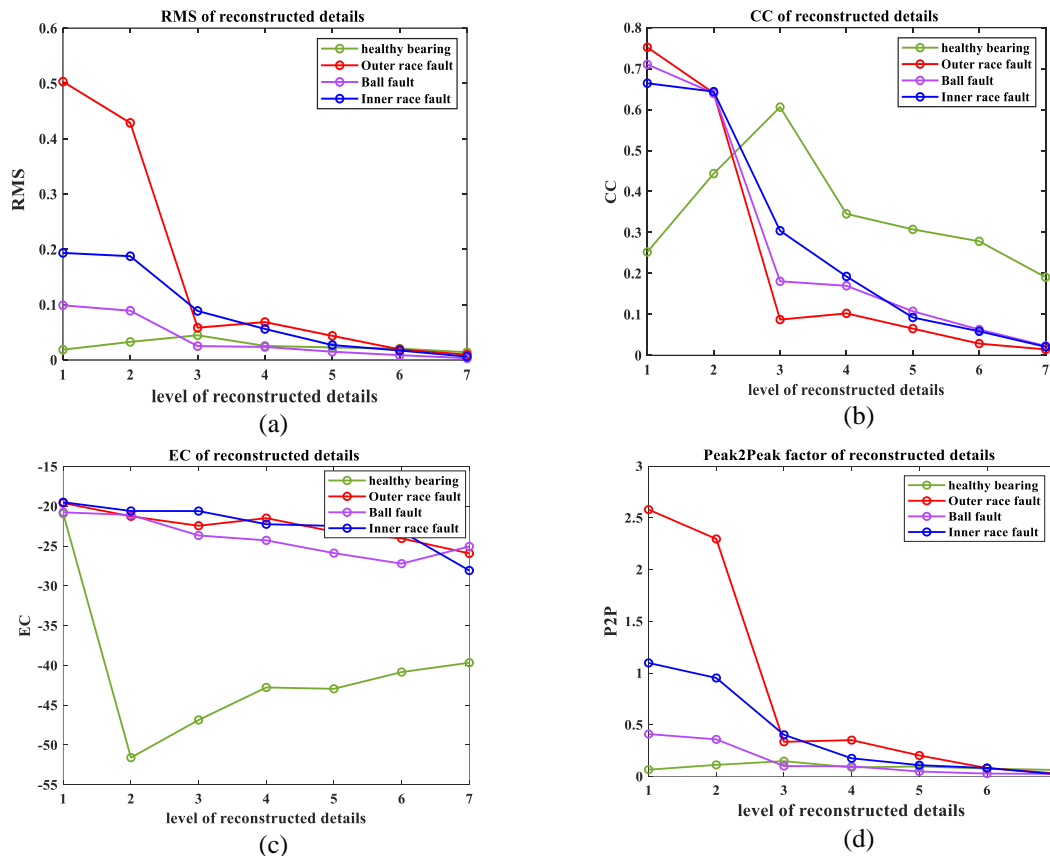 RMS of reconstructed details
0.6
0.5
0.4
0.3
0.2
0.1
0
RMS
healthy bearing
Outer race fault
Ball fault
Inner race fault
1 2 3 4 5 6 7
level of reconstructed details
(a)
CC of reconstructed details
0.8
0.7
0.6
0.5
0.4
0.3
0.2
0.1
0
CC
healthy bearing
Outer race fault
Ball fault
Inner race fault
1 2 3 4 5 6 7
level of reconstructed details
(b)
EC of reconstructed details
-15
-20
-25
-30
-35
-40
-45
-50
-55
EC
healthy bearing
Outer race fault
Ball fault
Inner race fault
1 2 3 4 5 6 7
level of reconstructed details
(c)
Peak2Peak factor of reconstructed details
3
2.5
2
1.5
1
0.5
0
P2P
healthy bearing
Outer race fault
Ball fault
Inner race fault
1 2 3 4 5 6
level of reconstructed details
(d)